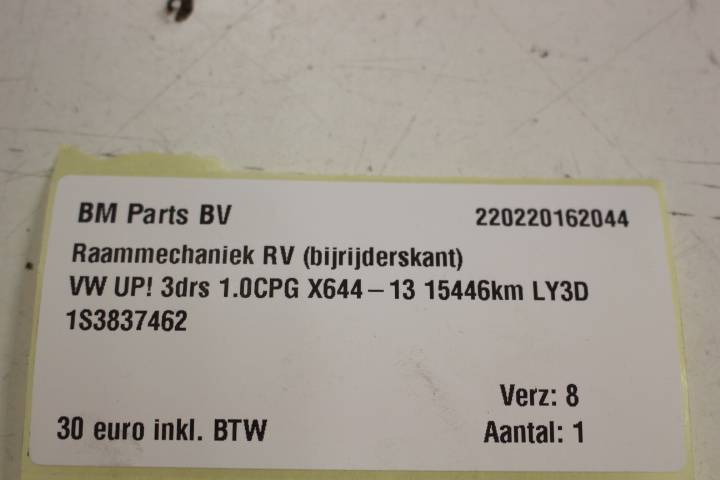 BM Parts BV 220220162044
Raammechaniek RV (bijrijderskant)
VW UP! 3drs 1.0CPG X644-13 15446km LY3D
1S3837462
Verz: 8
30 euro inkl. BTW Aantal: 1